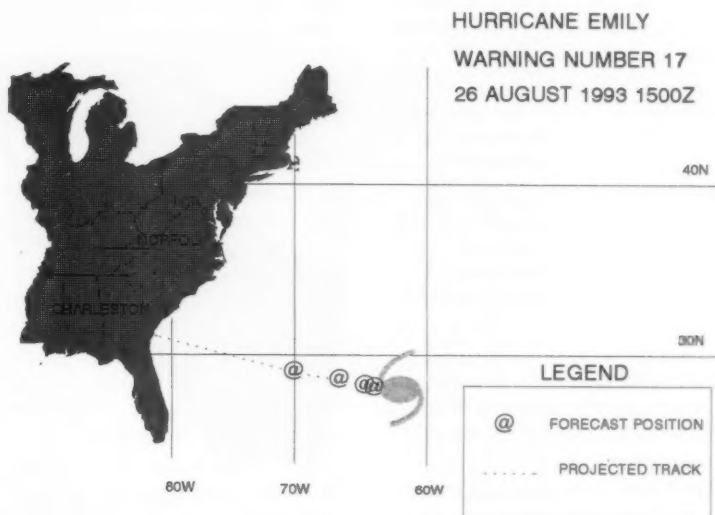 HURRICANE EMILY
WARNING NUMBER 17
26 AUGUST 1993 1500Z
40N
NORFOL
CHARLESTON
30N
LEGEND
@ FORECAST POSITION
@ @ @ @
PROJECTED TRACK
80W 70W 60W